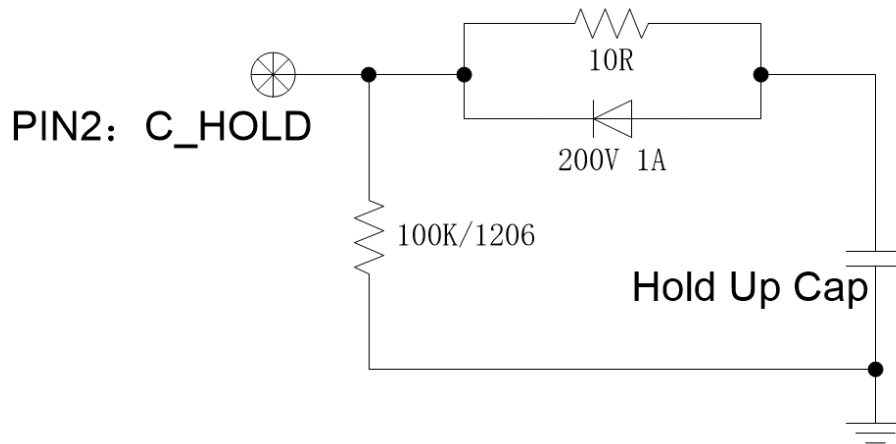 10R
PIN2：C_HOLD
200V 1A
100K/1206
Hold Up Cap